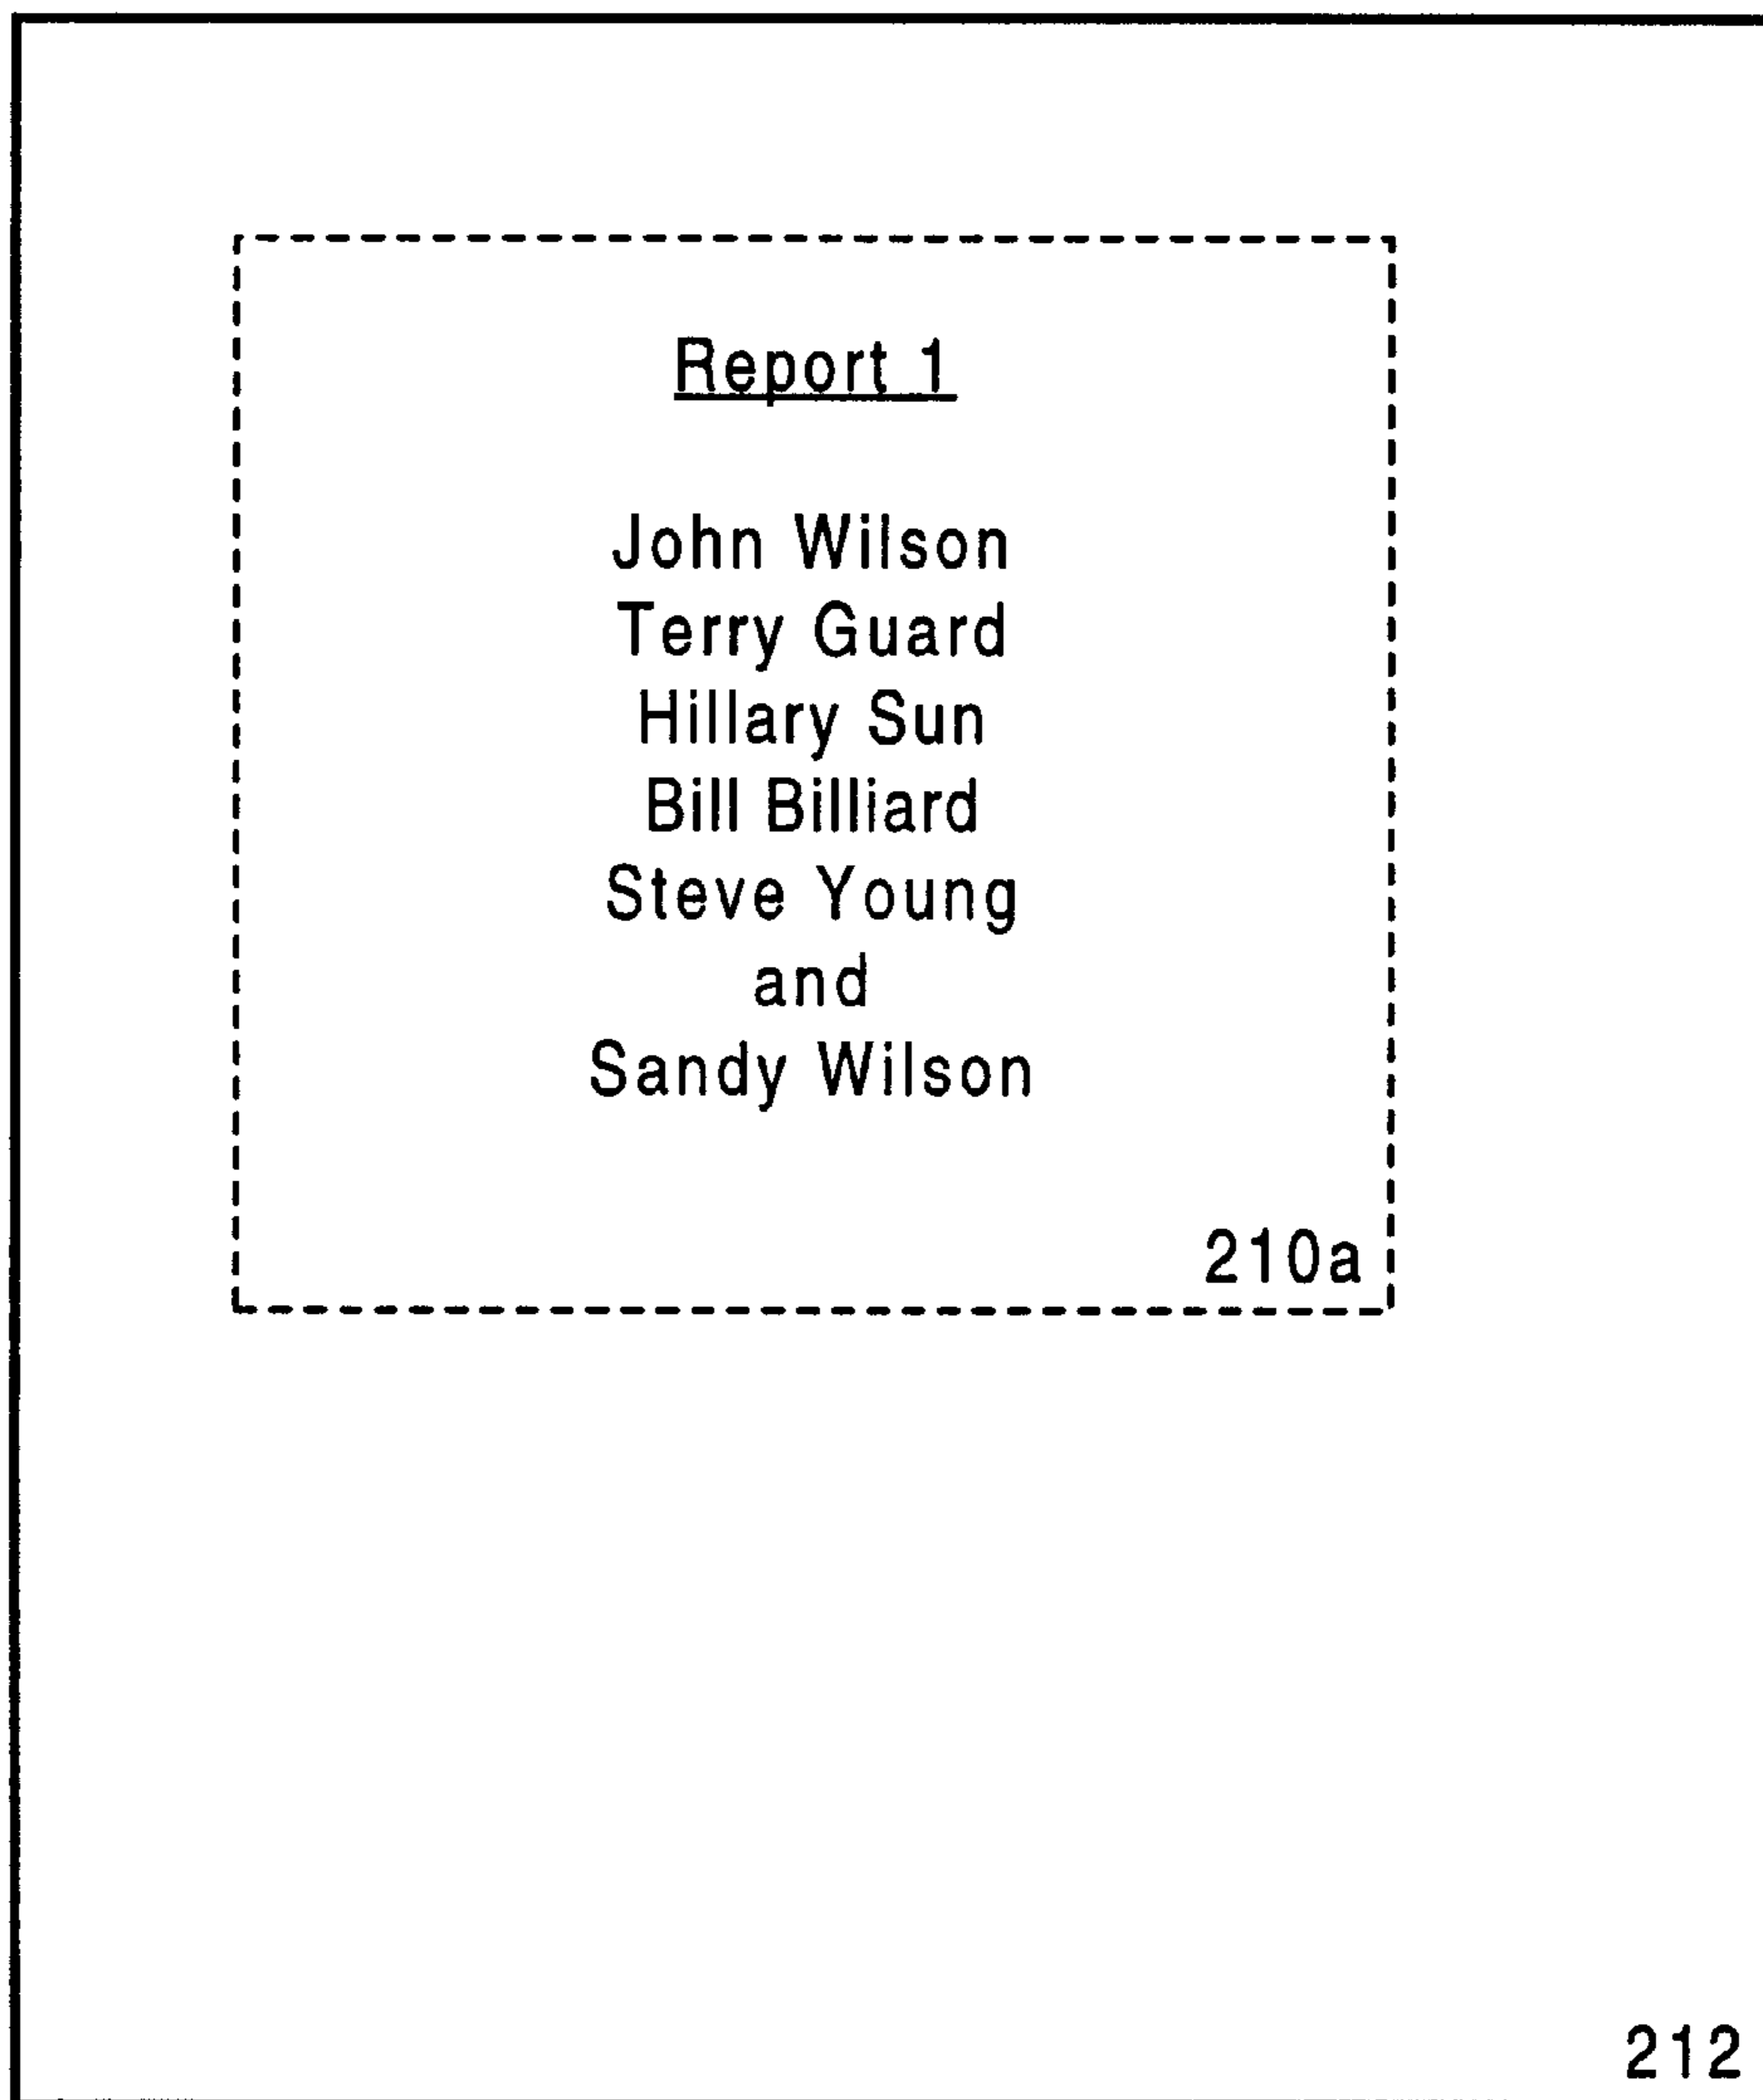 Report 1
John Wilson
Terry Guard
Hillary Sun
Bill Billiard
Steve Young
and
Sandy Wilson
210a
212